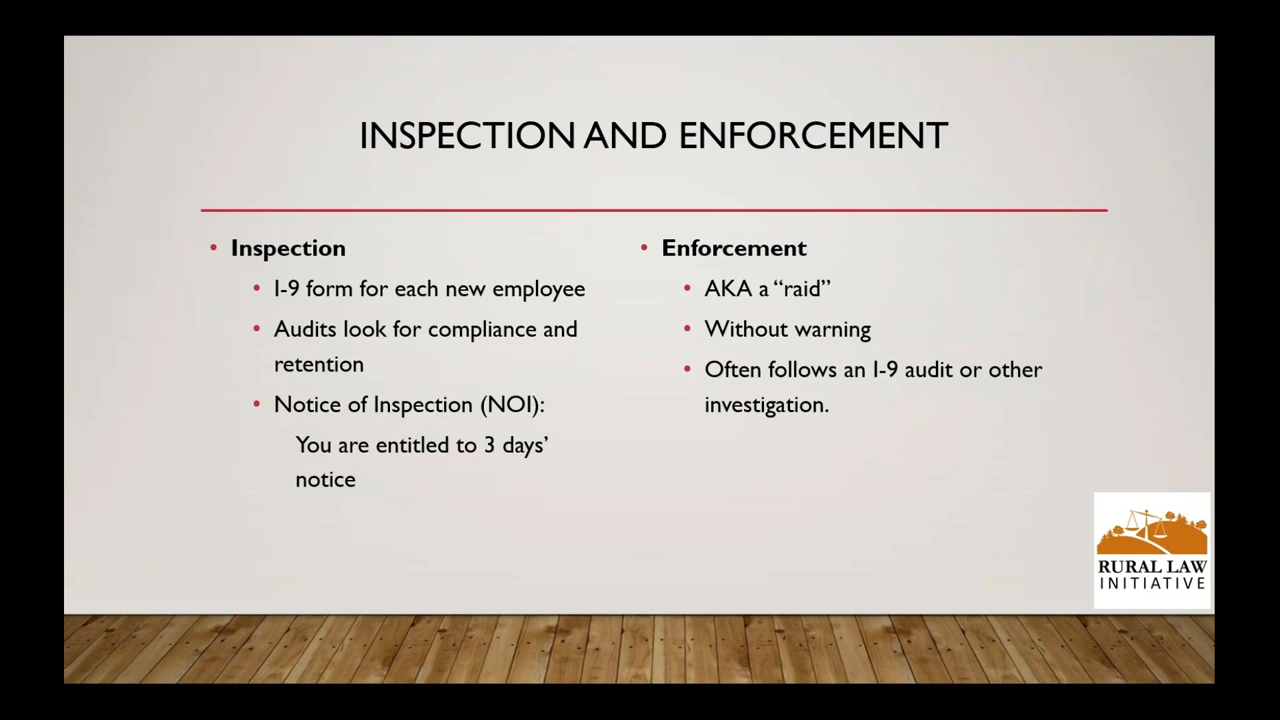 INSPECTION AND ENFORCEMENT
• Inspection
• I-9 form for each new employee
• Audits look for compliance and
retention
• Notice of Inspection (NOI):
You are entitled to 3 days’
notice
• Enforcement
• AKA a “raid”
• Without warning
• Often follows an I-9 audit or other
investigation.
RURAL LAW
INITIATIVE